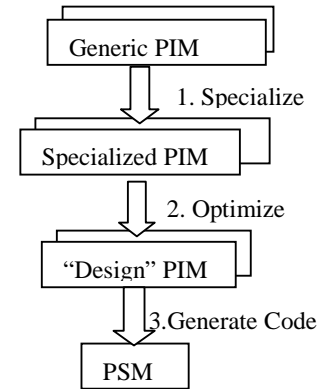 Generic PIM
1. Specialize
Specialized PIM
2. Optimize
“Design” PIM
3.Generate Code
PSM